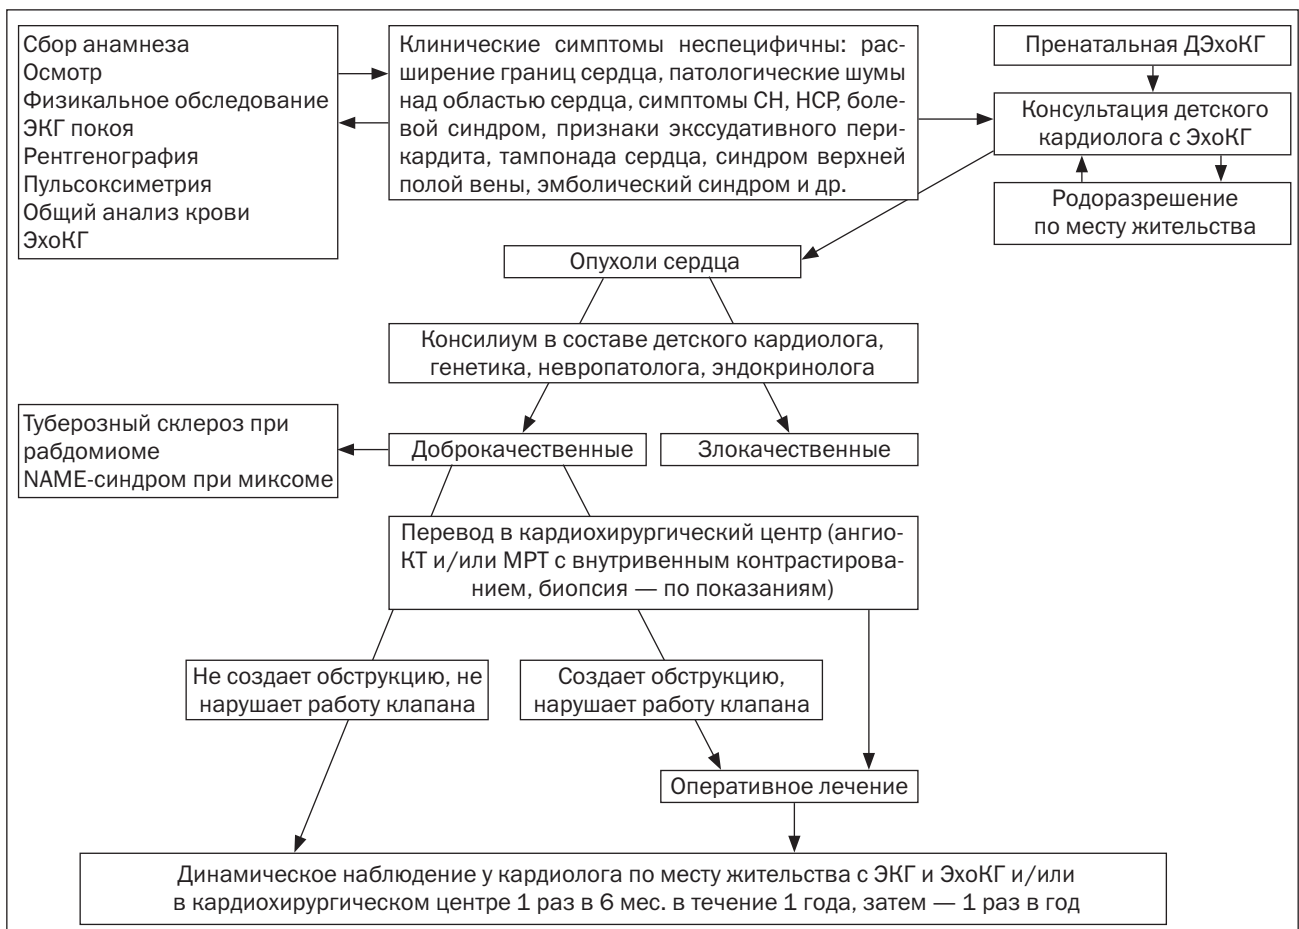 Сбор анамнеза
Осмотр
Физикальное обследование
ЭКГ покоя
Рентгенография
Пульсоксиметрия
Общий анализ крови
ЭхоКГ
Клинические симптомы неспецифичны: рас-
ширение границ сердца, патологические шумы
над областью сердца, симптомы СН, НСР, боле-
вой синдром, признаки экссудативного пери-
кардита, тампонада сердца, синдром верхней
полой вены, эмболический синдром и др.
Пренатальная ДЭхоКГ
Консультация детского
кардиолога с ЭхоКГ
Родоразрешение
по месту жительства
Опухоли сердца
Консилиум в составе детского кардиолога,
генетика, невропатолога, эндокринолога
Туберозный склероз при
рабдомиоме
NAME-синдром при миксоме
Доброкачественные
Злокачественные
Перевод в кардиохирургический центр (ангио-
КТ и/или МРТ с внутривенным контрастирова-
нием, биопсия — по показаниям)
Не создает обструкцию, не
нарушает работу клапана
Создает обструкцию,
нарушает работу клапана
Оперативное лечение
Динамическое наблюдение у кардиолога по месту жительства с ЭКГ и ЭхоКГ и/или
в кардиохирургическом центре 1 раз в 6 мес. в течение 1 года, затем — 1 раз в год